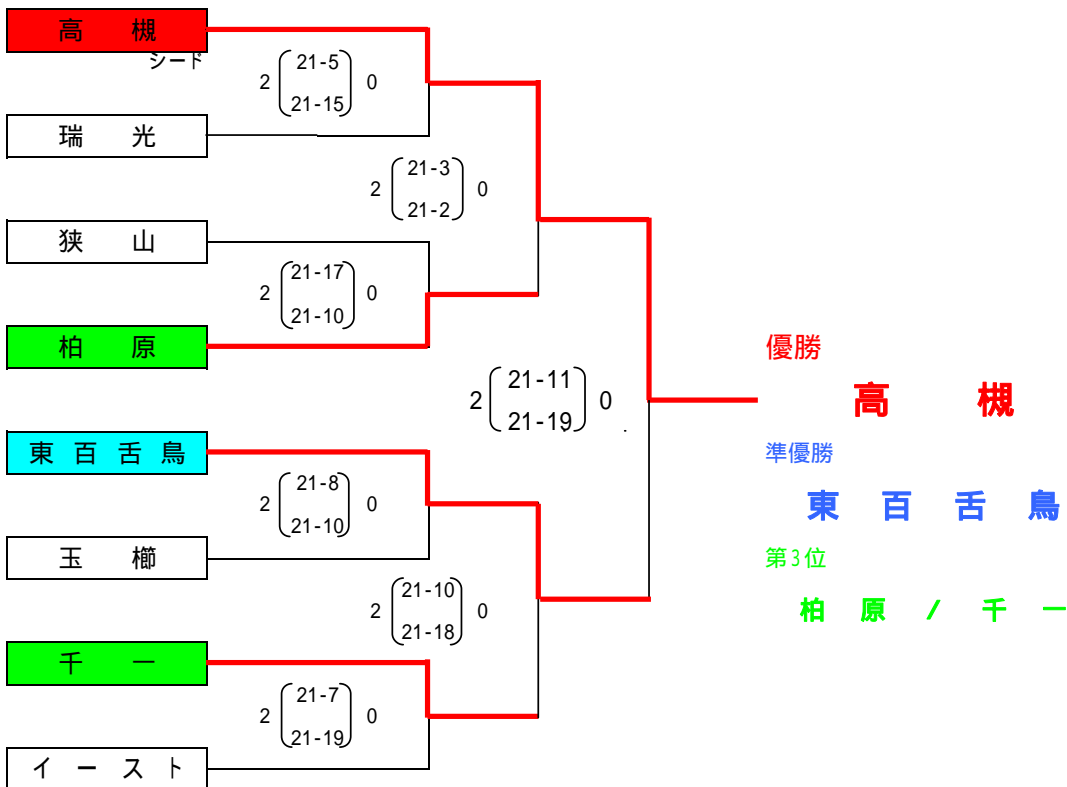 高 槻
シード
21-5
2 0
21-15
瑞 光
21-3
2 0
21-2
狭 山
21-17
2 0
21-10
柏 原
優勝
高 槻
21-11
2 0
21-19
東 百 舌 鳥
準優勝
東 百 舌 鳥
21-8
2 0
21-10
玉 櫛
第3位
柏 原 / 千 一
21-10
2 0
21-18
千 一
21-7
2 0
21-19
イ ー ス ト